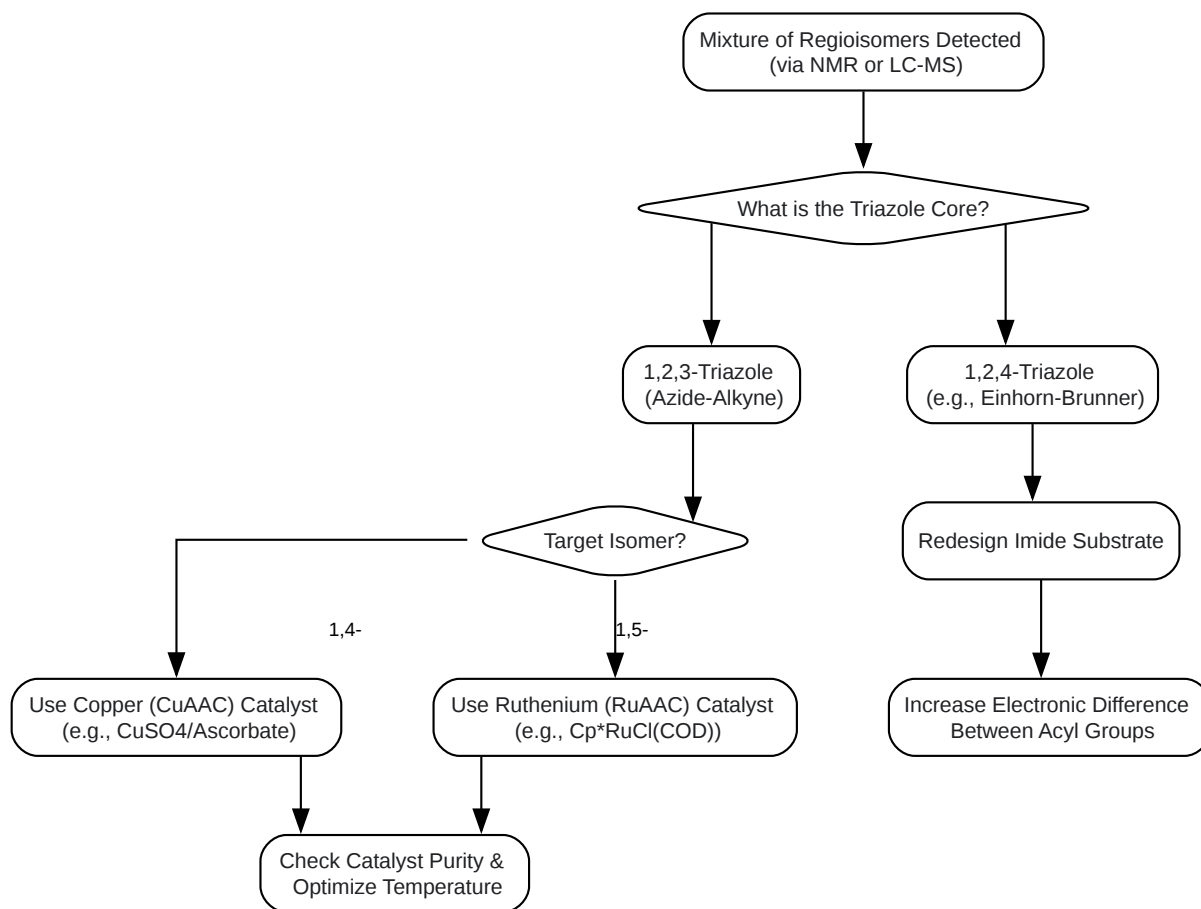 Mixture of Regioisomers Detected
(via NMR or LC-MS)
What is the Triazole Core?
1,2,3-Triazole
(Azide-Alkyne)
1,2,4-Triazole
(e.g., Einhorn-Brunner)
Target Isomer?
Redesign Imide Substrate
1,4-
1,5-
Use Copper (CuAAC) Catalyst
(e.g., CuSO4/Ascorbate)
Use Ruthenium (RuAAC) Catalyst
(e.g., Cp*RuCl(COD))
Increase Electronic Difference
Between Acyl Groups
Check Catalyst Purity &
Optimize Temperature